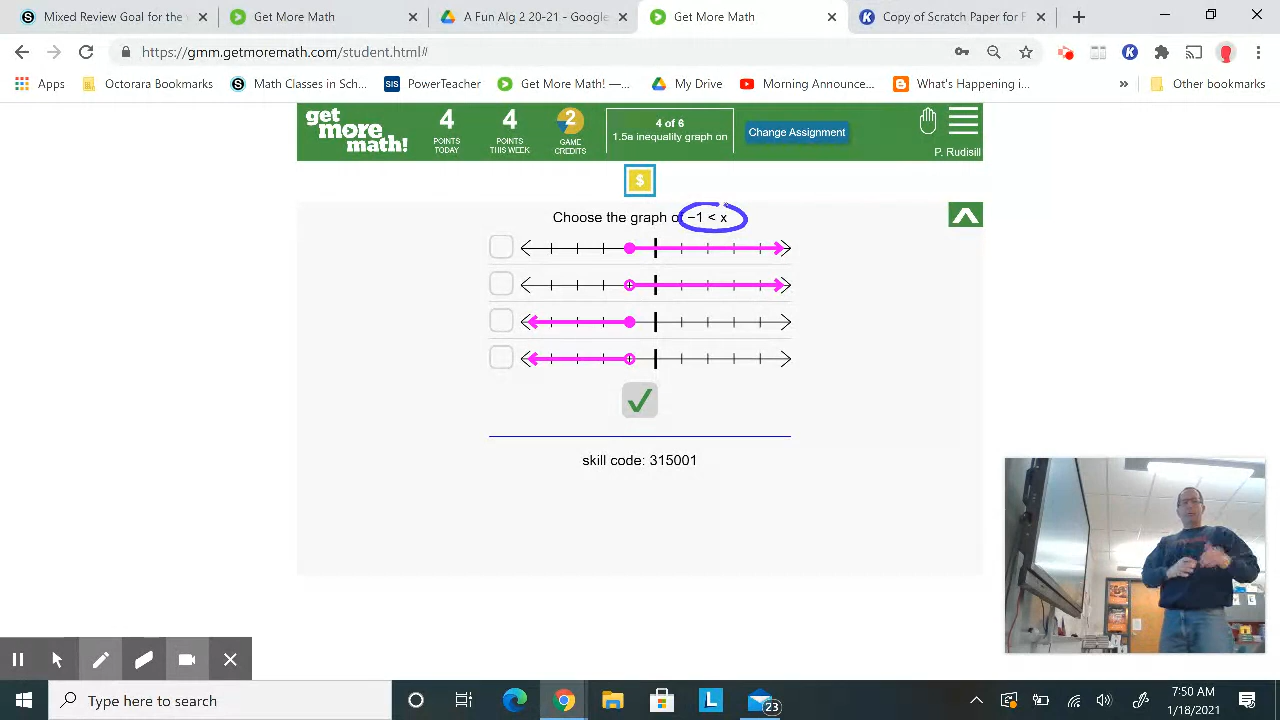 Mixed Review Goal for the W
Get More Math
A Fun Alg 2 20-21 - Google
Get More Math
Copy of Scratch Paper for F
https://gmm.getmoremath.com/student.html#
Apps
Octorara Bookmarks
Math Classes in Sch...
SIS
PowerTeacher
Get More Math! —...
My Drive
Morning Announce...
What's Happening i...
Other bookmarks
get more math!
4 POINTS TODAY
4 POINTS THIS WEEK
2 GAME CREDITS
4 of 6
1.5a inequality graph on
Change Assignment
P. Rudisill
$
Choose the graph of −1 < x
skill code: 315001
Type here to search
L
23
7:50 AM
1/18/2021